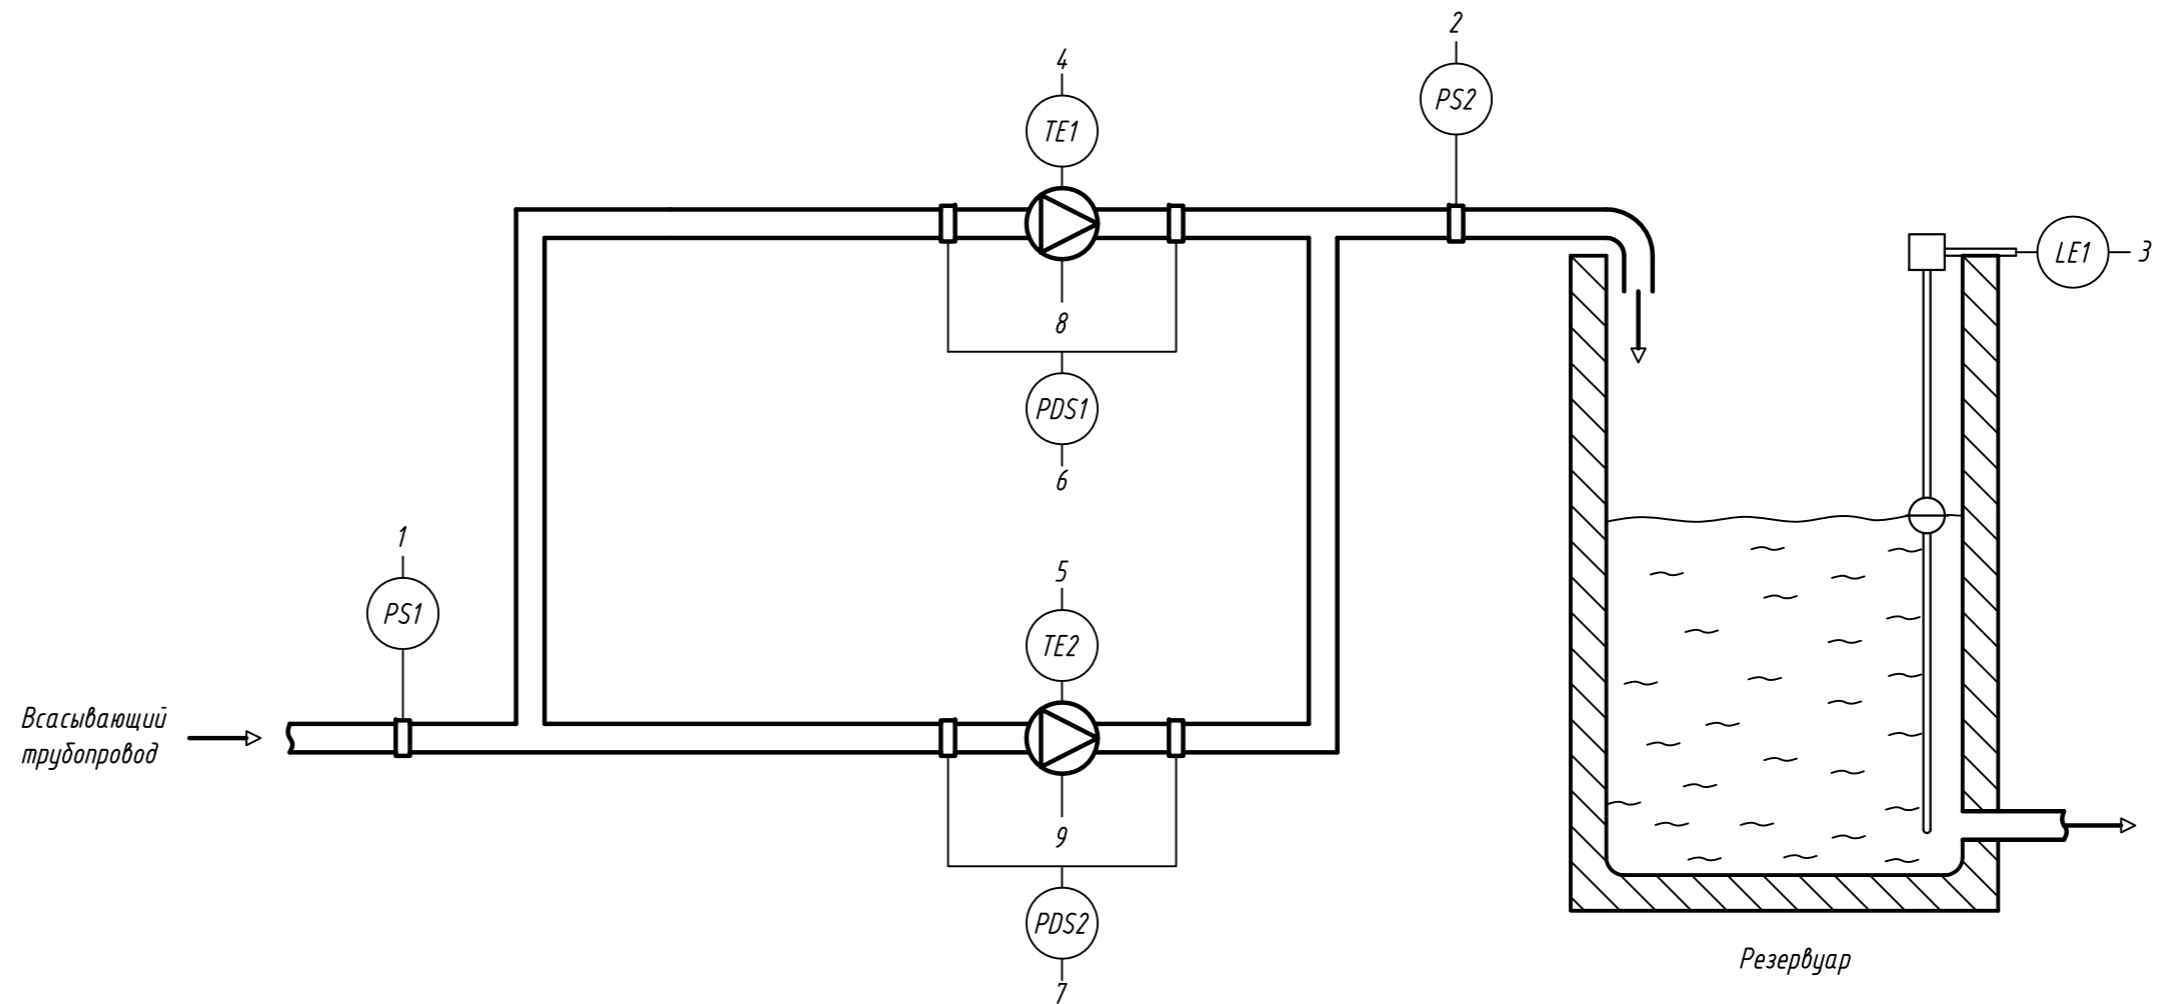 2
PS2
4
TE1
LE1
3
8
PDS1
6
1
PS1
5
TE2
Всасывающий
трубопровод
9
PDS2
7
Резервуар